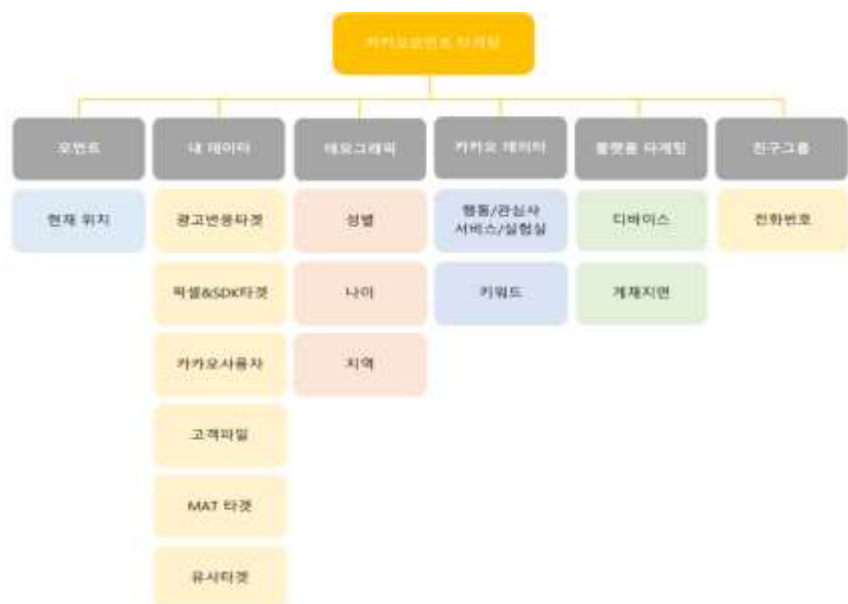 카카오모먼트 타게팅
모먼트
내 데이터
데모그래픽
카카오 데이터
플랫폼 타게팅
친구그룹
현재 위치
광고반응타겟
성별
행동/관심사
서비스/실험실
디바이스
전화번호
픽셀&SDK타겟
나이
키워드
게재지면
카카오사용자
지역
고객파일
MAT 타겟
유사타겟